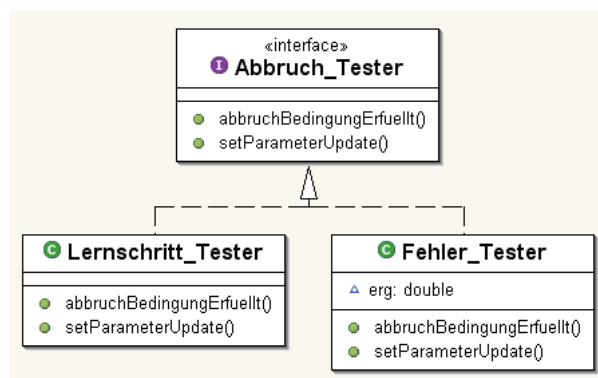 «interface»
Abbruch_Tester
abbruchBedingungErfuellt()
setParameterUpdate()
Lernschritt_Tester
abbruchBedingungErfuellt()
setParameterUpdate()
Fehler_Tester
erg: double
abbruchBedingungErfuellt()
setParameterUpdate()